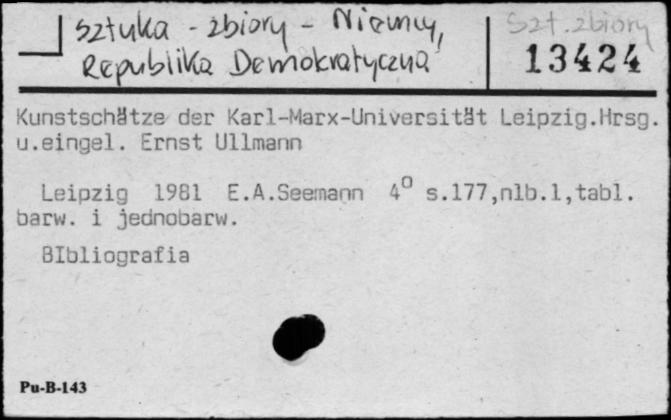 Sztuka - zbiory - Niemcy,
Szt. zbiory
Republika Demokratyczna
13424
Kunstschätze der Karl-Marx-Universität Leipzig.Hrsg.
u.eingel. Ernst Ullmann
Leipzig 1981 E.A.Seemann 4° s.177,nlb.1,tabl.
barw. i jednobarw.
BIbliografia
Pu-B-143